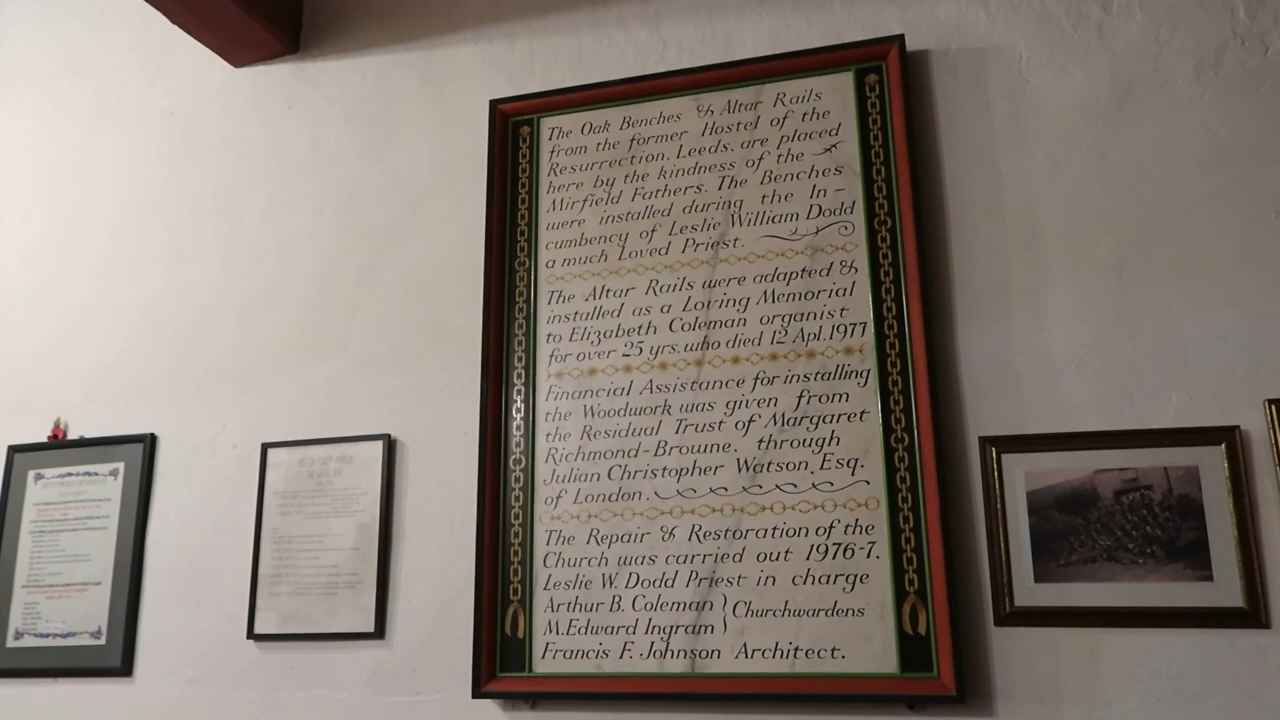 The Oak Benches & Altar Rails
from the former Hostel of the
Resurrection. Leeds. are placed
here by the kindness of the
Mirfield Fathers. The Benches
were installed during the In-
cumbency of Leslie William Dodd
a much Loved Priest.
The Altar Rails were adapted &
installed as a Loving Memorial
to Elizabeth Coleman organist
for over 25 yrs. who died 12 Apl. 1977
Financial Assistance for installing
the Woodwork was given from
the Residual Trust of Margaret
Richmond-Browne. through
Julian Christopher Watson. Esq.
of London.
The Repair & Restoration of the
Church was carried out 1976-7.
Leslie W. Dodd Priest in charge
Arthur B. Coleman } Churchwardens
M. Edward Ingram }
Francis F. Johnson Architect.